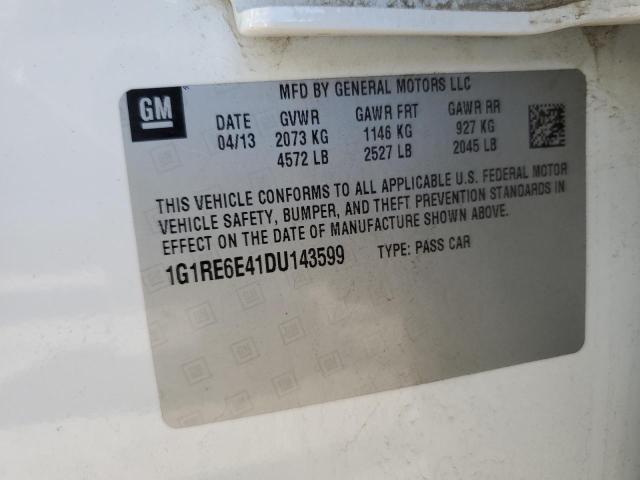 GM
MFD BY GENERAL MOTORS LLC
DATE GVWR GAWR FRT GAWR RR
04/13 2073 KG 1146 KG 927 KG
4572 LB 2527 LB 2045 LB
THIS VEHICLE CONFORMS TO ALL APPLICABLE U.S. FEDERAL MOTOR
VEHICLE SAFETY, BUMPER, AND THEFT PREVENTION STANDARDS IN
EFFECT ON THE DATE OF MANUFACTURE SHOWN ABOVE.
1G1RE6E41DU143599 TYPE: PASS CAR